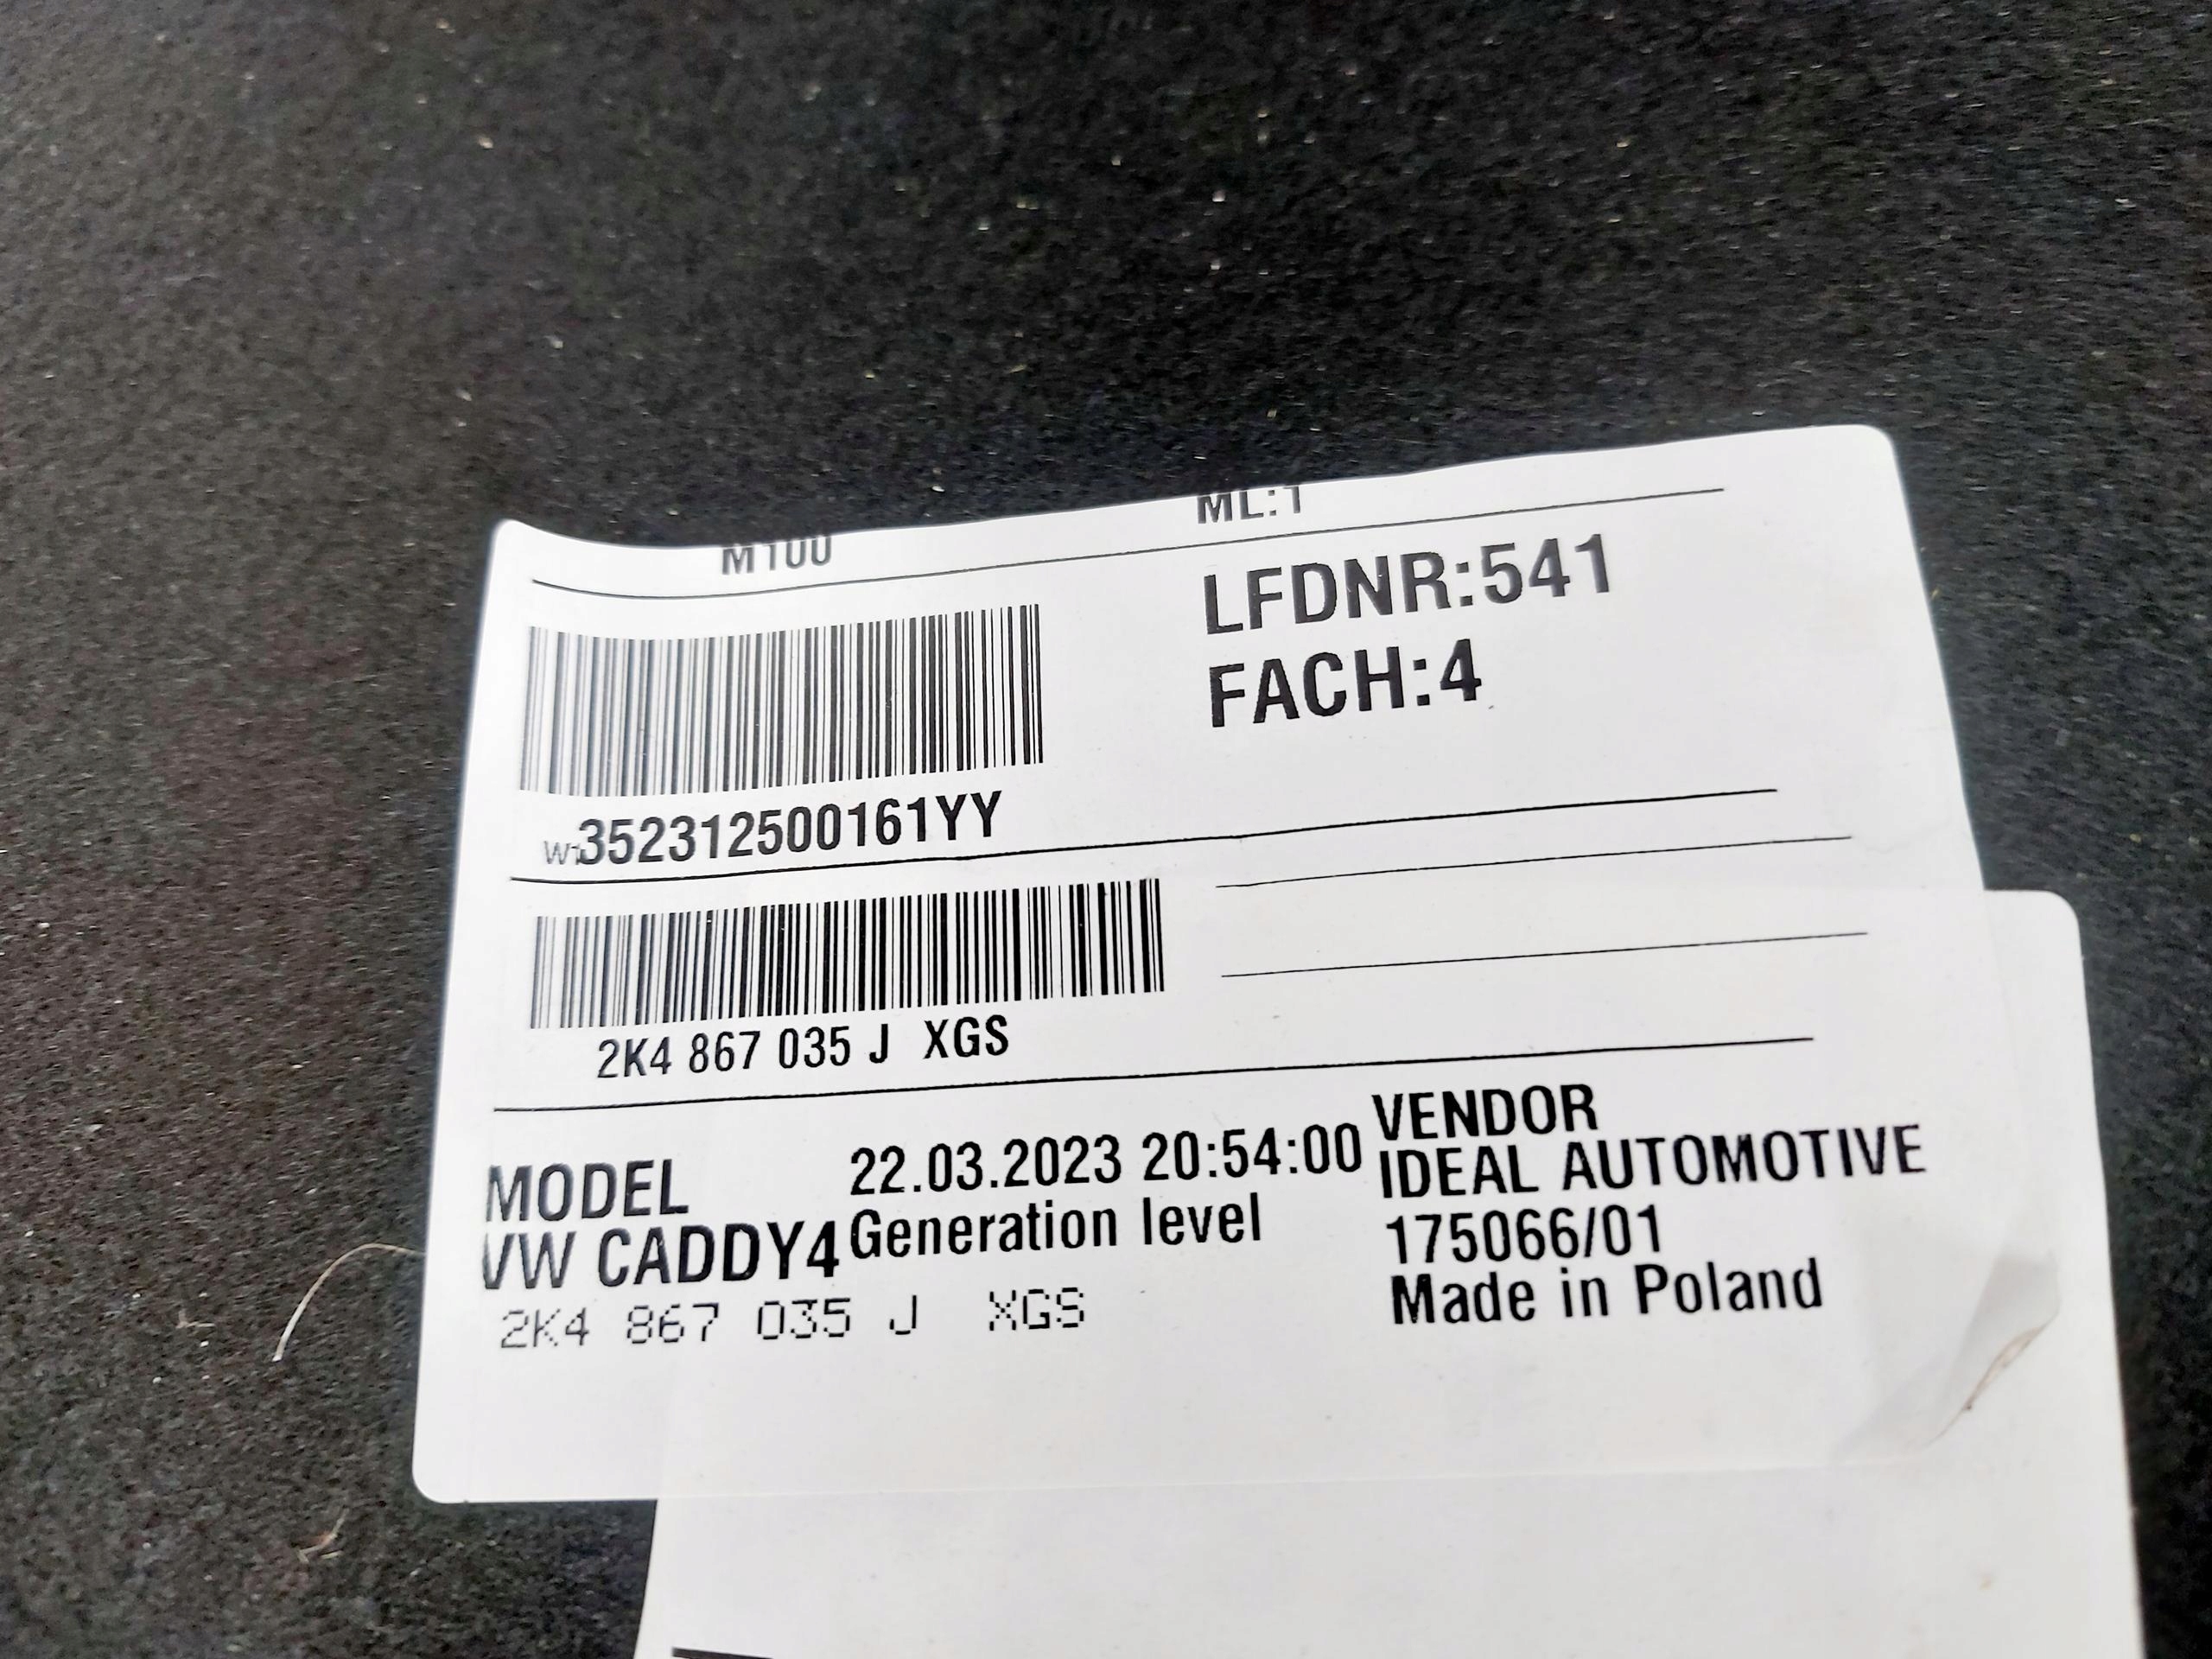 M100
ML:1
LFDNR:541
FACH:4
352312500161YY
2K4 867 035 J XGS
MODEL
VW CADDY4
22.03.2023 20:54:00
Generation level
VENDOR
IDEAL AUTOMOTIVE
175066/01
Made in Poland
2K4 867 035 J XGS